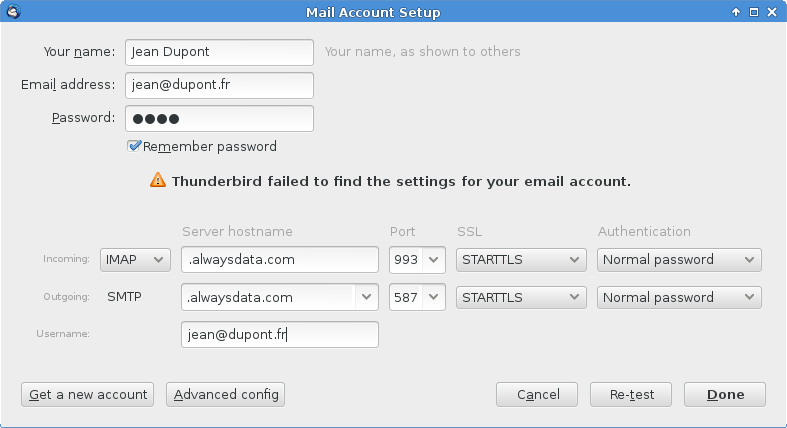 Mail Account Setup
Your name: Jean Dupont Your name, as shown to others
Email address: jean@dupont.fr
Password: ●●●●
Remember password
Thunderbird failed to find the settings for your email account.
Server hostname Port SSL Authentication
Incoming: IMAP .alwaysdata.com 993 STARTTLS Normal password
Outgoing: SMTP .alwaysdata.com 587 STARTTLS Normal password
Username: jean@dupont.fr
Get a new account Advanced config Cancel Re-test Done